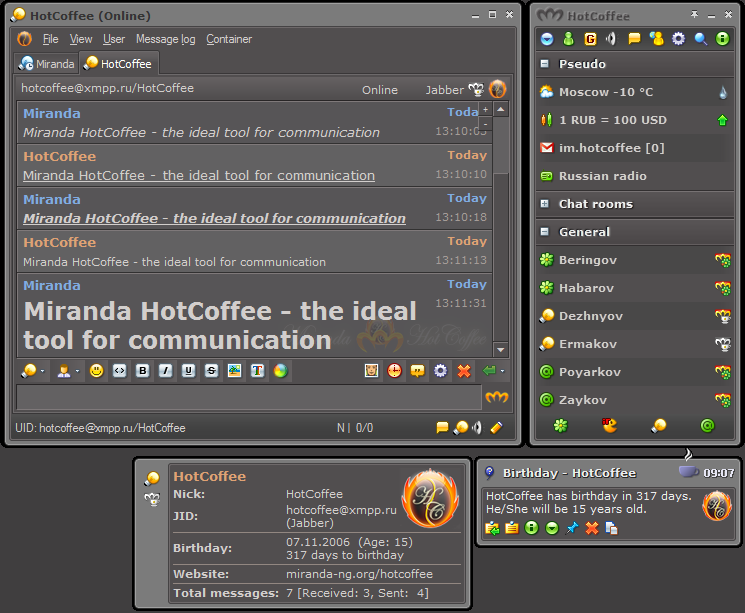 HotCoffee (Online)
File View User Message log Container
Miranda HotCoffee
hotcoffee@xmpp.ru/HotCoffee Online Jabber
Miranda Today
Miranda HotCoffee - the ideal tool for communication 13:10:03
HotCoffee Today
Miranda HotCoffee - the ideal tool for communication 13:10:10
Miranda Today
Miranda HotCoffee - the ideal tool for communication 13:10:18
HotCoffee Today
Miranda HotCoffee - the ideal tool for communication 13:11:13
Miranda Today
Miranda HotCoffee - the ideal 13:11:31
tool for communication
Miranda HotCoffee
B I U S T
UID: hotcoffee@xmpp.ru/HotCoffee N | 0/0
HotCoffee
Pseudo
Moscow -10 °C
1 RUB = 100 USD
im.hotcoffee [0]
Russian radio
Chat rooms
General
Beringov
Habarov
Dezhnyov
Ermakov
Poyarkov
Zaykov
HotCoffee
Nick: HotCoffee
JID: hotcoffee@xmpp.ru
(Jabber)
Birthday: 07.11.2006 (Age: 15)
317 days to birthday
Website: miranda-ng.org/hotcoffee
Total messages: 7 [Received: 3, Sent: 4]
Birthday - HotCoffee 09:07
HotCoffee has birthday in 317 days.
He/She will be 15 years old.